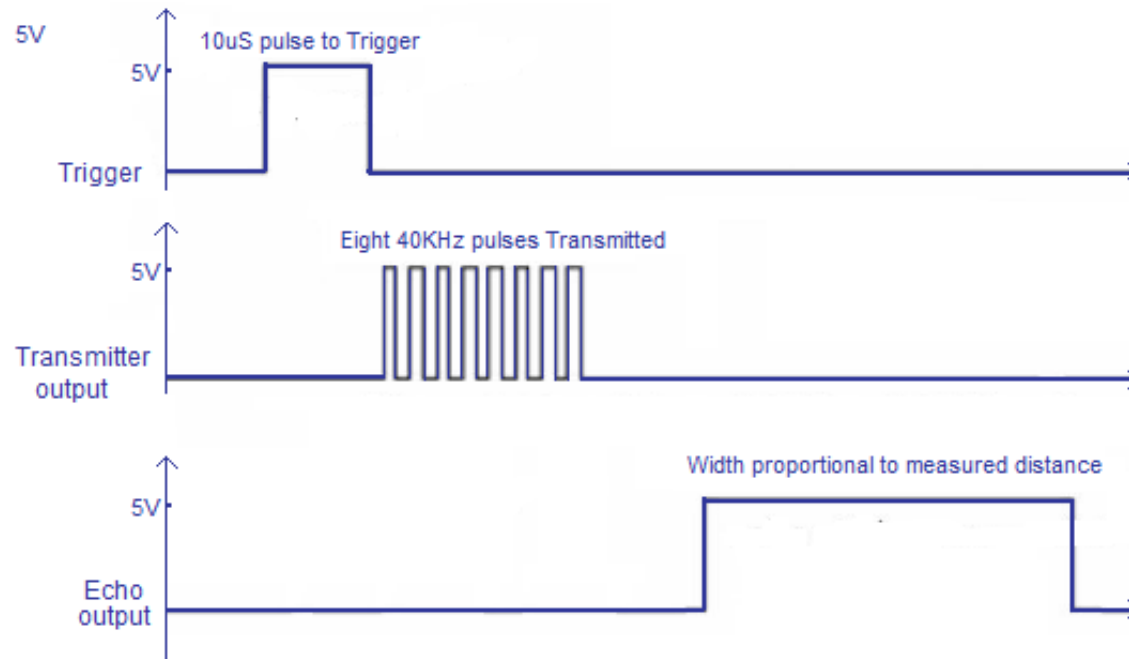 5V
10uS pulse to Trigger
5V
Trigger
Eight 40KHz pulses Transmitted
5V
Transmitter
output
Width proportional to measured distance
5V
Echo
output